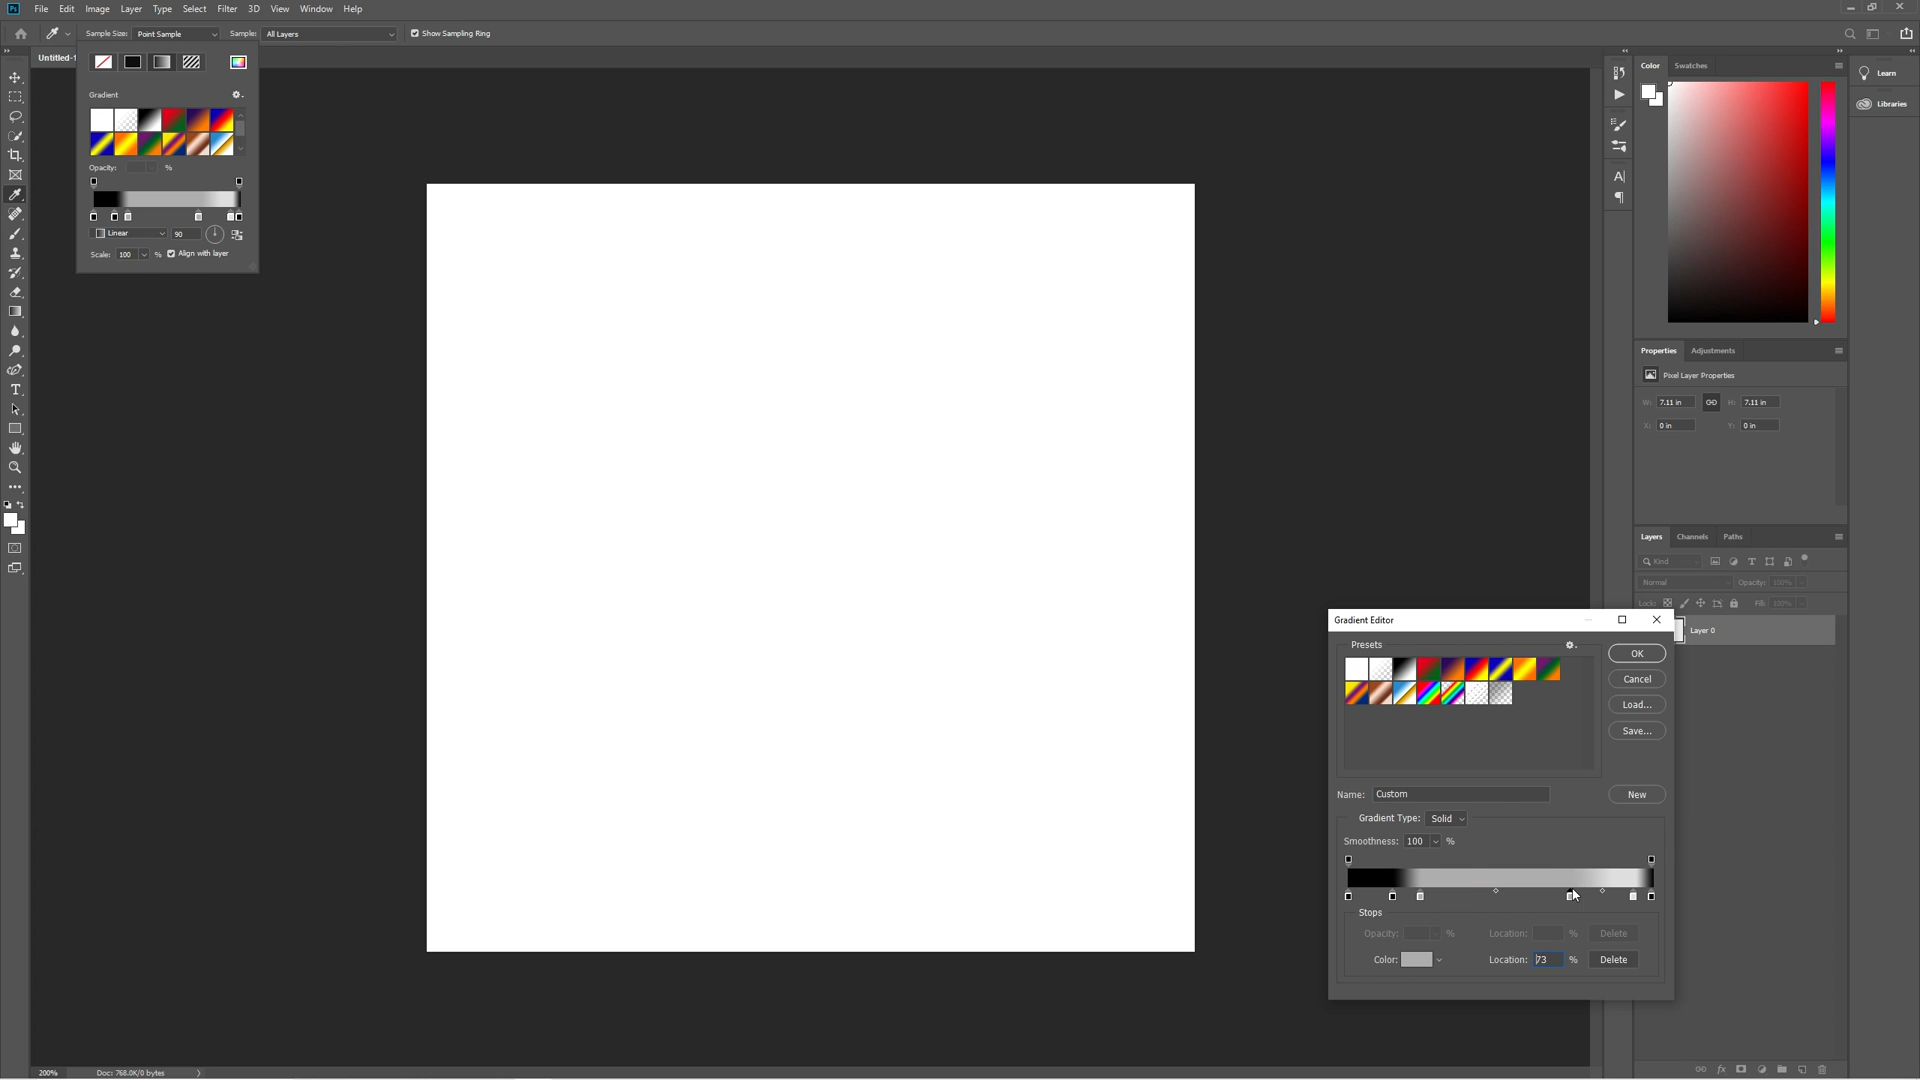 Ps File Edit Image Layer Type Select Filter 3D View Window Help
Sample Size: Point Sample Sample: All Layers Show Sampling Ring
Untitled-1
Gradient
Opacity: %
Linear 90
Scale: 100 % Align with layer
Color Swatches
Learn
Libraries
Properties Adjustments
Pixel Layer Properties
W: 7.11 in H: 7.11 in
X: 0 in Y: 0 in
Layers Channels Paths
Kind
Normal Opacity: 100%
Lock: Fill: 100%
Layer 0
Gradient Editor
Presets
OK
Cancel
Load...
Save...
Name: Custom New
Gradient Type: Solid
Smoothness: 100 %
Stops
Opacity: % Location: % Delete
Color: Location: 73 % Delete
200% Doc: 768.0K/0 bytes